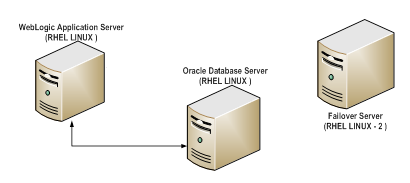 WebLogic Application Server
(RHEL LINUX )
Oracle Database Server
(RHEL LINUX )
Failover Server
(RHEL LINUX - 2 )